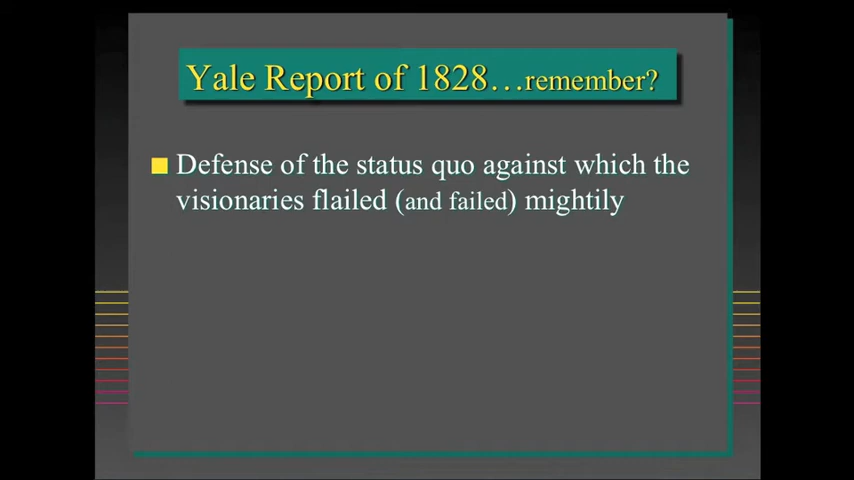 Yale Report of 1828…remember?
Defense of the status quo against which the
visionaries flailed (and failed) mightily